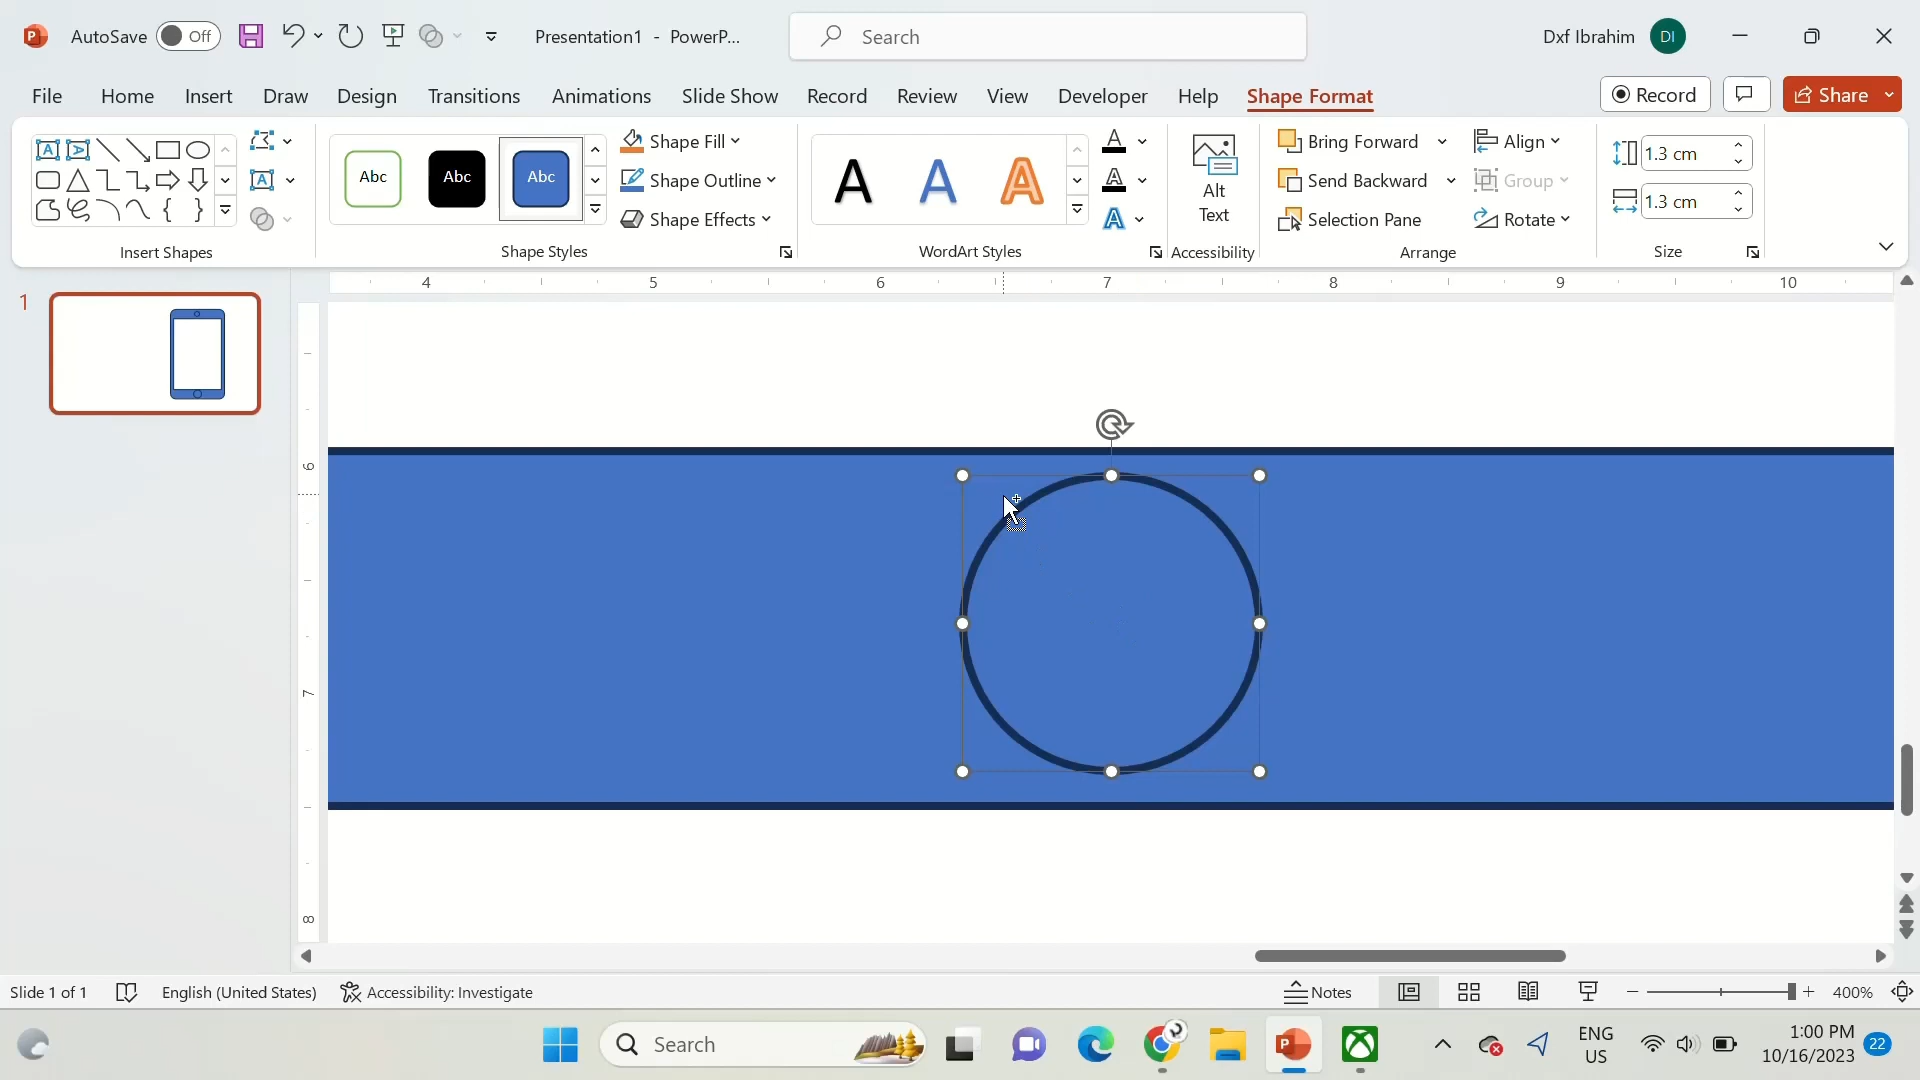 AutoSave Off Presentation1 - PowerP... Search Dxf Ibrahim DI
File Home Insert Draw Design Transitions Animations Slide Show Record Review View Developer Help Shape Format Record Share
Abc Abc Abc
Shape Fill
Shape Outline
Shape Effects
A A A
Alt Text
Bring Forward
Send Backward
Selection Pane
Align
Group
Rotate
1.3 cm
1.3 cm
Insert Shapes Shape Styles WordArt Styles Accessibility Arrange Size
4 5 6 7 8 9 10
1
6
7
8
Slide 1 of 1 English (United States) Accessibility: Investigate Notes 400%
Search ENG US 1:00 PM 10/16/2023 22